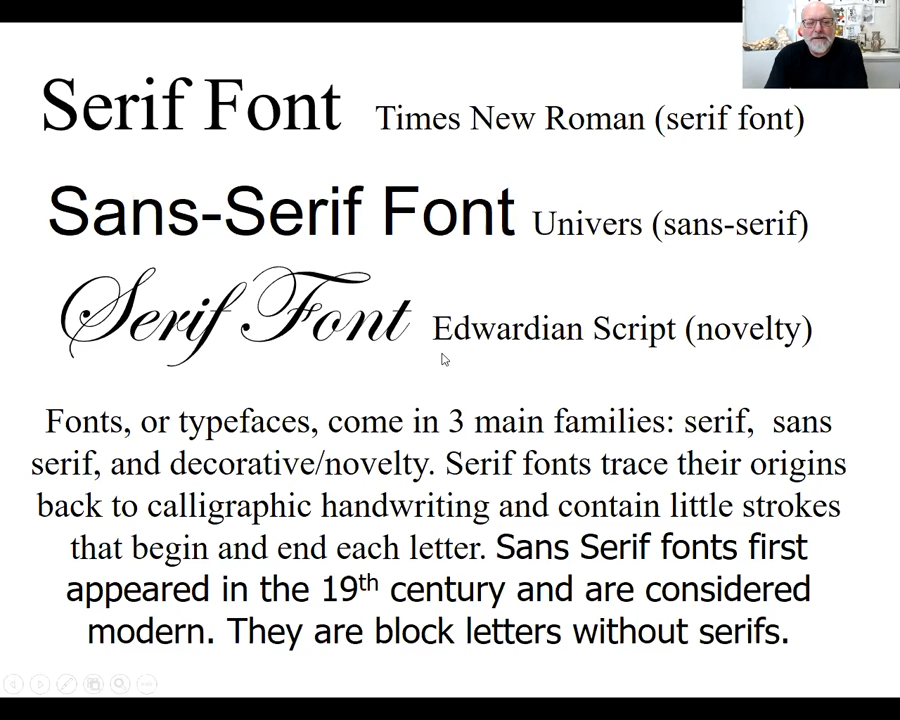 Serif Font Times New Roman (serif font)
Sans-Serif Font Univers (sans-serif)
Serif Font Edwardian Script (novelty)
Fonts, or typefaces, come in 3 main families: serif,  sans
serif, and decorative/novelty. Serif fonts trace their origins
back to calligraphic handwriting and contain little strokes
that begin and end each letter. Sans Serif fonts first
appeared in the 19th century and are considered
modern. They are block letters without serifs.